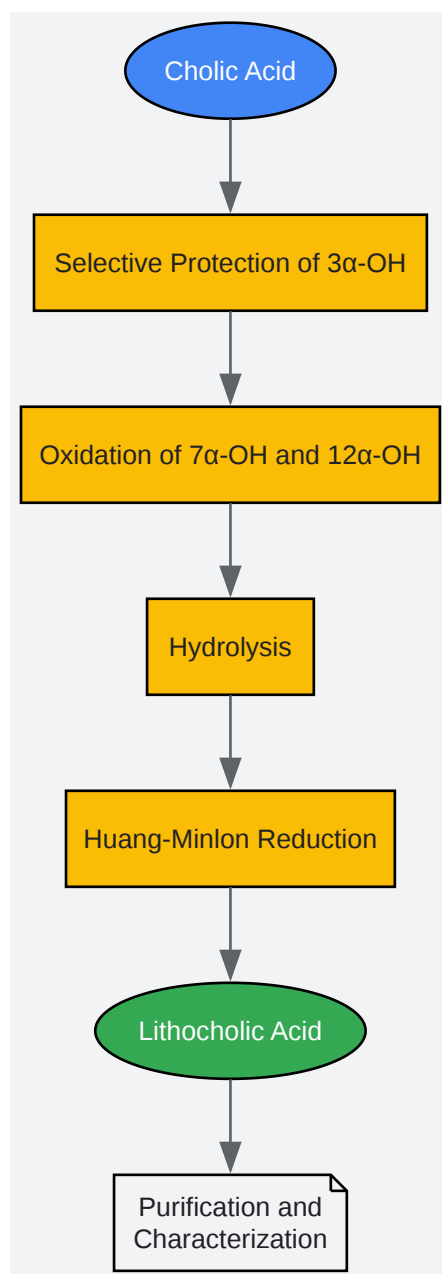 Cholic Acid
Selective Protection of 3α-OH
Oxidation of 7α-OH and 12α-OH
Hydrolysis
Huang-Minlon Reduction
Lithocholic Acid
Purification and
Characterization